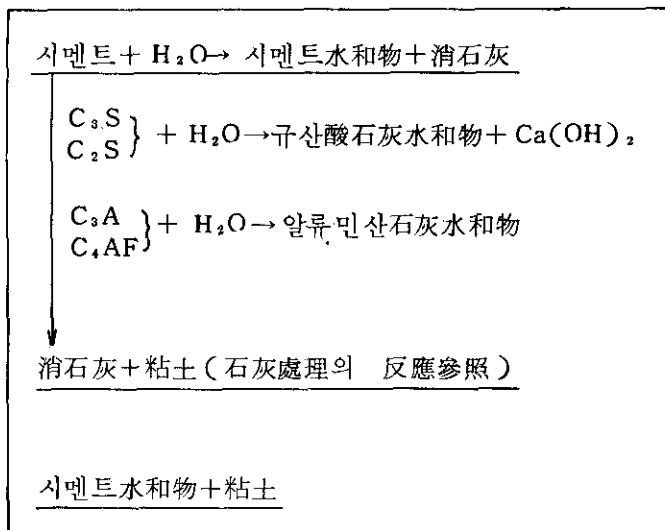 시멘트 + H₂O→ 시멘트水和物+消石灰
C₃S
C₂S } + H₂O→규산酸石灰水和物+ Ca(OH)₂
C₃A
C₄AF } + H₂O→ 알류민산石灰水和物
消石灰+粘土 ( 石灰處理의 反應參照 )
시멘트水和物+粘土